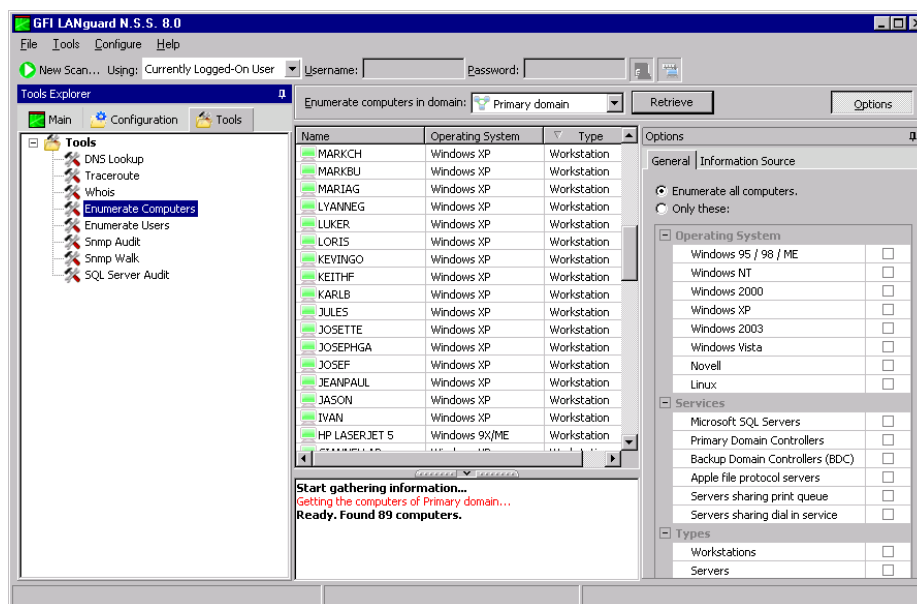 GFI LANguard N.S.S. 8.0
File Tools Configure Help
New Scan... Using: Currently Logged-On User Username: Password:
Tools Explorer
Main Configuration Tools
Tools
DNS Lookup
Traceroute
Whois
Enumerate Computers
Enumerate Users
Snmp Audit
Snmp Walk
SQL Server Audit
Enumerate computers in domain: Primary domain Retrieve Options
Name Operating System Type
MARKCH Windows XP Workstation
MARKBU Windows XP Workstation
MARIAG Windows XP Workstation
LYANNEG Windows XP Workstation
LUKER Windows XP Workstation
LORIS Windows XP Workstation
KEVINGO Windows XP Workstation
KEITHF Windows XP Workstation
KARLB Windows XP Workstation
JULES Windows XP Workstation
JOSETTE Windows XP Workstation
JOSEPHGA Windows XP Workstation
JOSEF Windows XP Workstation
JEANPAUL Windows XP Workstation
JASON Windows XP Workstation
IVAN Windows XP Workstation
HP LASERJET 5 Windows 9X/ME Workstation
Start gathering information...
Getting the computers of Primary domain...
Ready. Found 89 computers.
Options
General Information Source
Enumerate all computers.
Only these:
Operating System
Windows 95 / 98 / ME
Windows NT
Windows 2000
Windows XP
Windows 2003
Windows Vista
Novell
Linux
Services
Microsoft SQL Servers
Primary Domain Controllers
Backup Domain Controllers (BDC)
Apple file protocol servers
Servers sharing print queue
Servers sharing dial in service
Types
Workstations
Servers